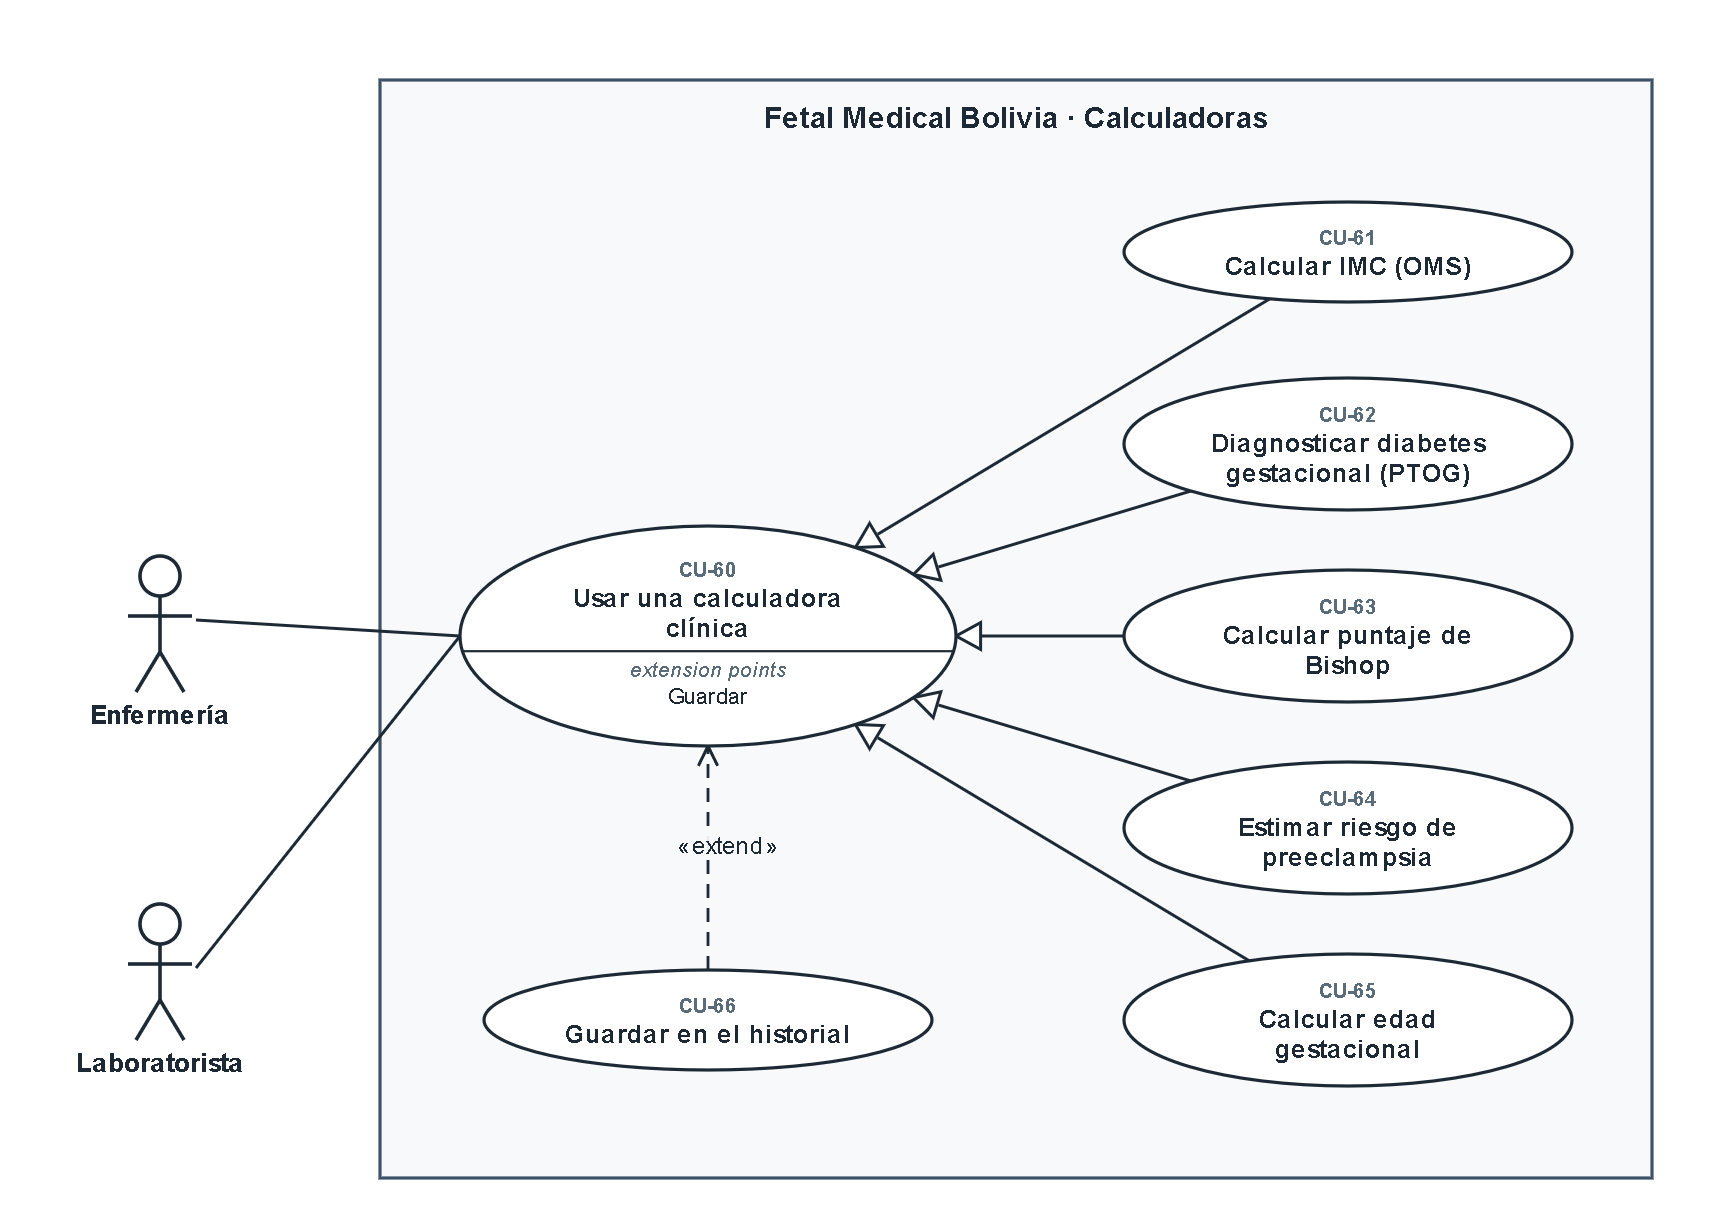 Fetal Medical Bolivia · Calculadoras
CU-61
Calcular IMC (OMS)
CU-62
Diagnosticar diabetes
gestacional (PTOG)
CU-60
Usar una calculadora
clínica
extension points
Guardar
CU-63
Calcular puntaje de
Bishop
Enfermería
CU-64
Estimar riesgo de
preeclampsia
«extend»
CU-66
Guardar en el historial
CU-65
Calcular edad
gestacional
Laboratorista